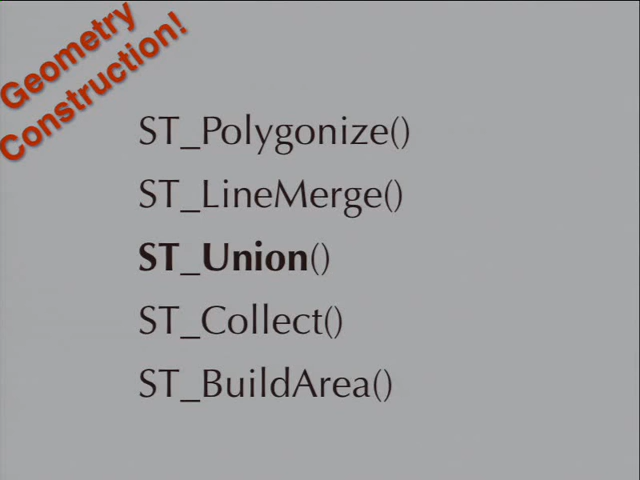 Geometry
Construction!
ST_Polygonize()
ST_LineMerge()
ST_Union()
ST_Collect()
ST_BuildArea()